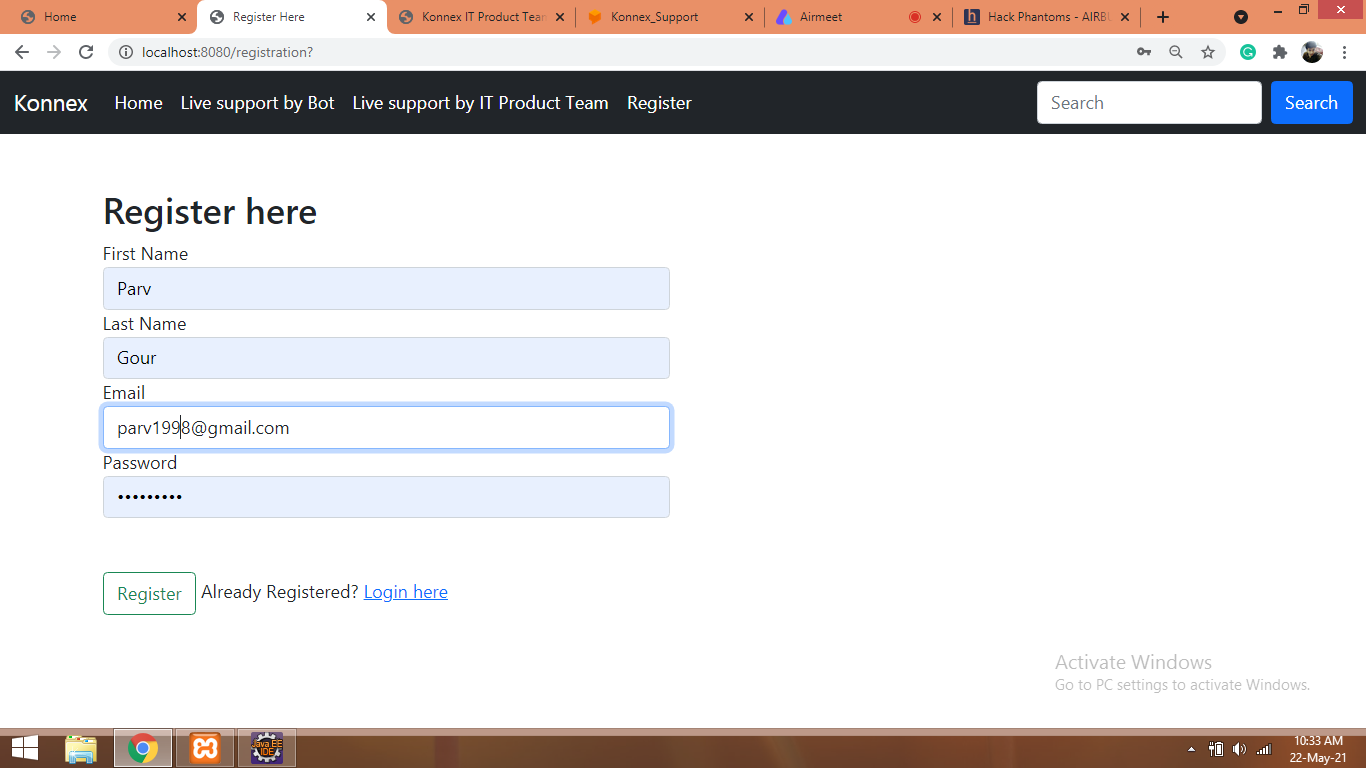 Home
Register Here
Konnex IT Product Team
Konnex_Support
Airmeet
Hack Phantoms - AIRBU
localhost:8080/registration?
Konnex Home Live support by Bot Live support by IT Product Team Register Search Search
Register here
First Name
Parv
Last Name
Gour
Email
parv1998@gmail.com
Password
•••••••••
Register Already Registered? Login here
Activate Windows
Go to PC settings to activate Windows.
Java EE
IDE
10:33 AM
22-May-21